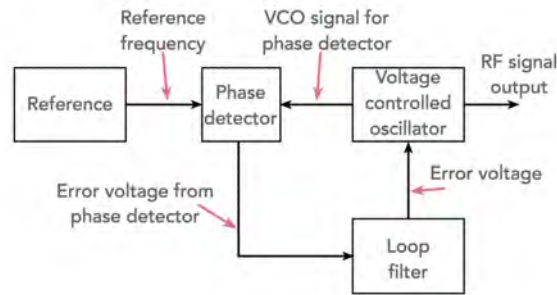 Reference
frequency
VCO signal for
phase detector
RF signal
output
Reference
Phase
detector
Voltage
controlled
oscillator
Error voltage from
phase detector
Error voltage
Loop
filter